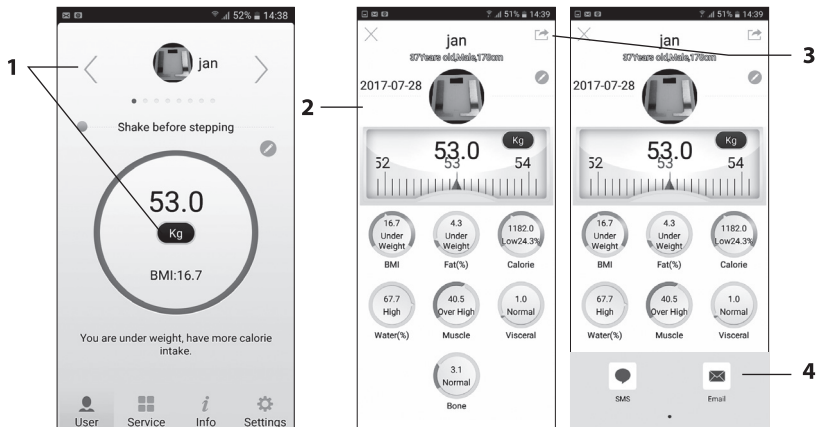 52% 14:38
1
jan
Shake before stepping
53.0
Kg
BMI:16.7
You are under weight, have more calorie
intake.
User Service Info Settings
51% 14:39
jan
37Years old,Male,178cm
2
2017-07-28
Kg
53.0
52 53 54
16.7 4.3 1182.0
Under Under Low24.3%
Weight Weight
BMI Fat(%) Calorie
67.7 40.5 1.0
High Over High Normal
Water(%) Muscle Visceral
3.1
Normal
Bone
51% 14:39
jan
3
37Years old,Male,178cm
2017-07-28
Kg
53.0
52 53 54
16.7 4.3 1182.0
Under Under Low24.3%
Weight Weight
BMI Fat(%) Calorie
67.7 40.5 1.0
High Over High Normal
Water(%) Muscle Visceral
4
SMS Email